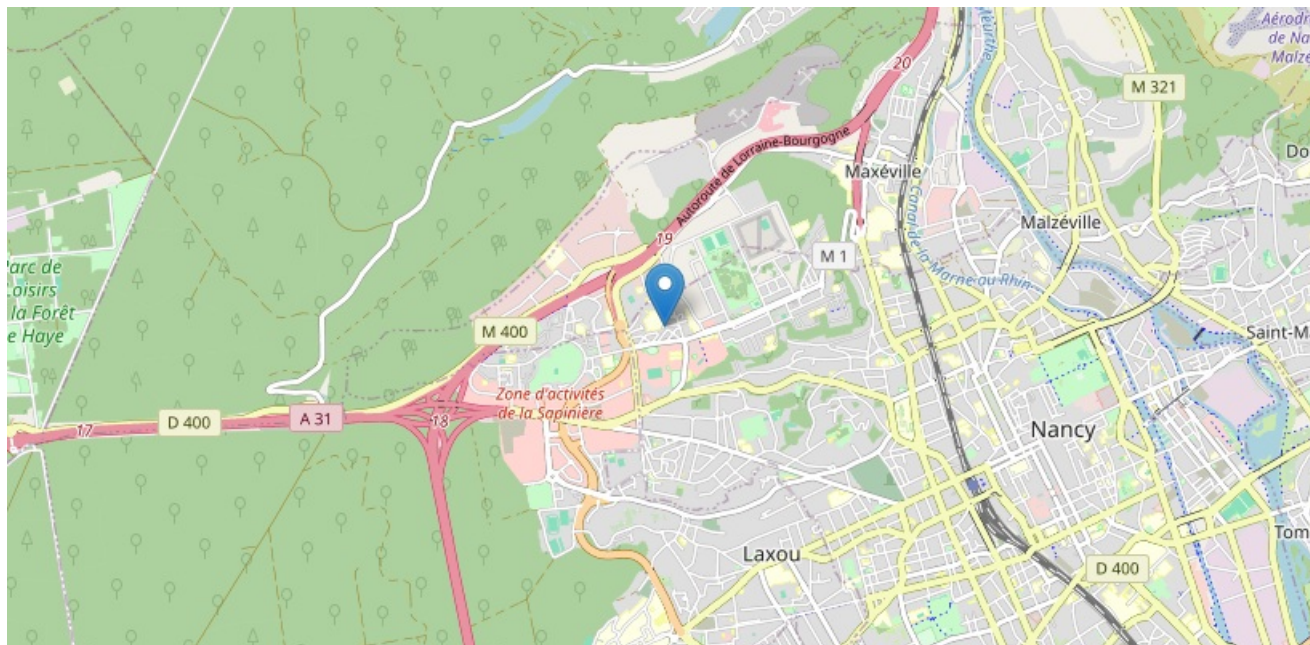 Aérodr
de Na
Malzé
Meurthe
20
M 321
Autoroute de Lorraine-Bourgogne
Do
Maxéville
Malzéville
19
M 1
Canal de la Marne au Rhin
Parc de
Loisirs
la Forêt
e Haye
M 400
Saint-M
Zone d'activités
de la Sapinière
D 400
A 31
17
18
Nancy
Laxou
Tom
D 400